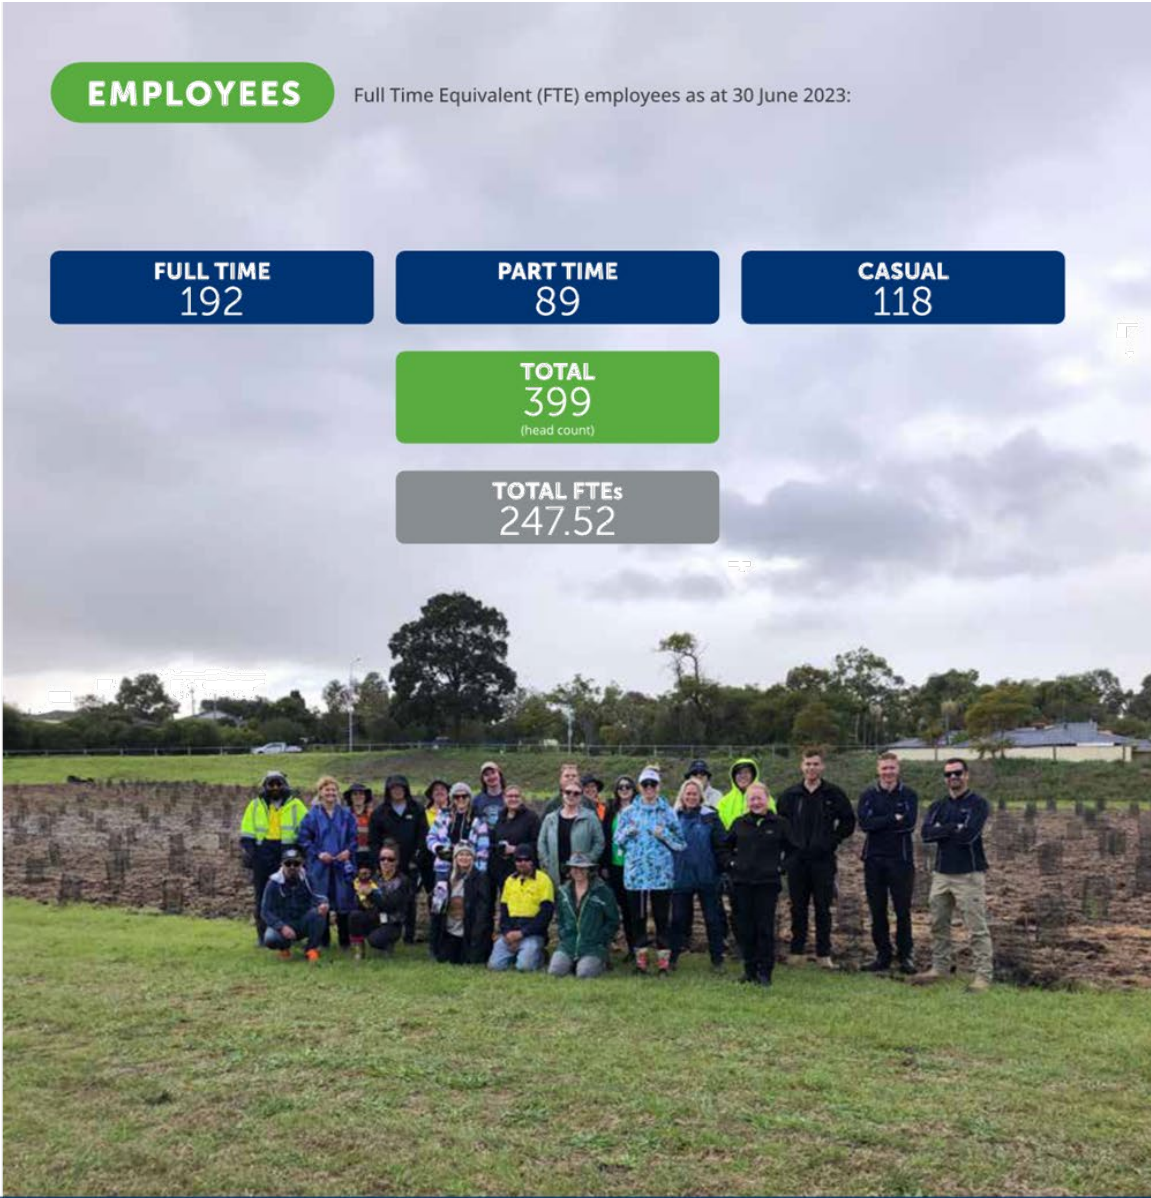 EMPLOYEES
Full Time Equivalent (FTE) employees as at 30 June 2023:
FULL TIME
192
PART TIME
89
CASUAL
118
TOTAL
399
(head count)
TOTAL FTEs
247.52